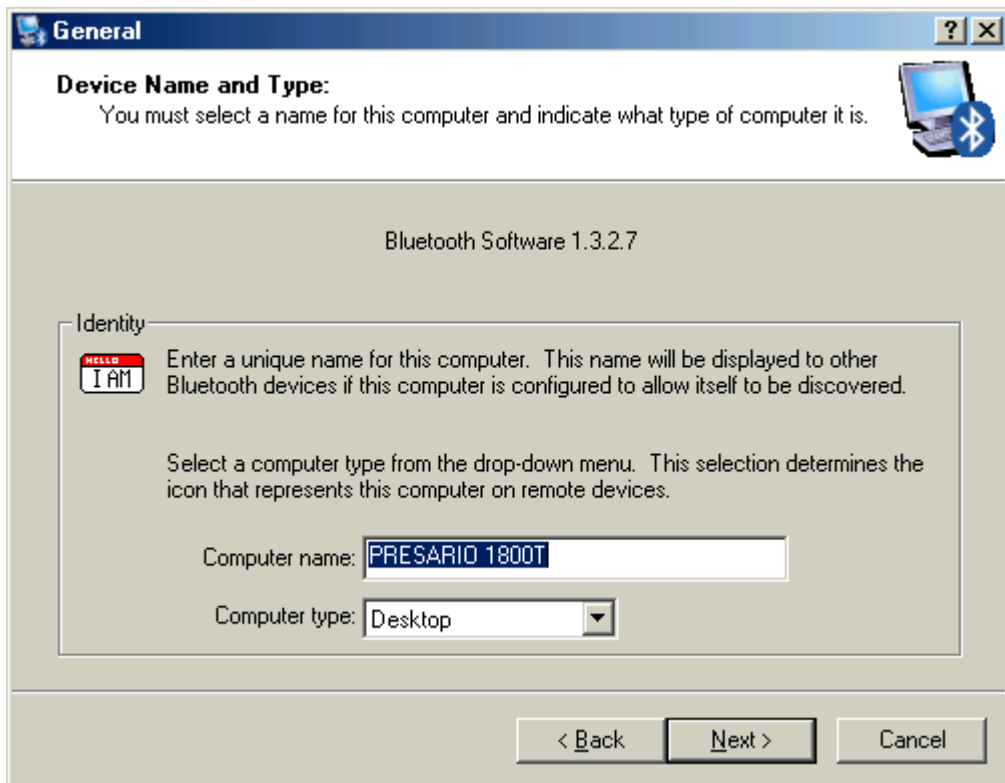 General
Device Name and Type:
You must select a name for this computer and indicate what type of computer it is.
Bluetooth Software 1.3.2.7
Identity
HELLO
I AM
Enter a unique name for this computer.  This name will be displayed to other
Bluetooth devices if this computer is configured to allow itself to be discovered.
Select a computer type from the drop-down menu.  This selection determines the
icon that represents this computer on remote devices.
Computer name: PRESARIO 1800T
Computer type: Desktop
< Back Next > Cancel